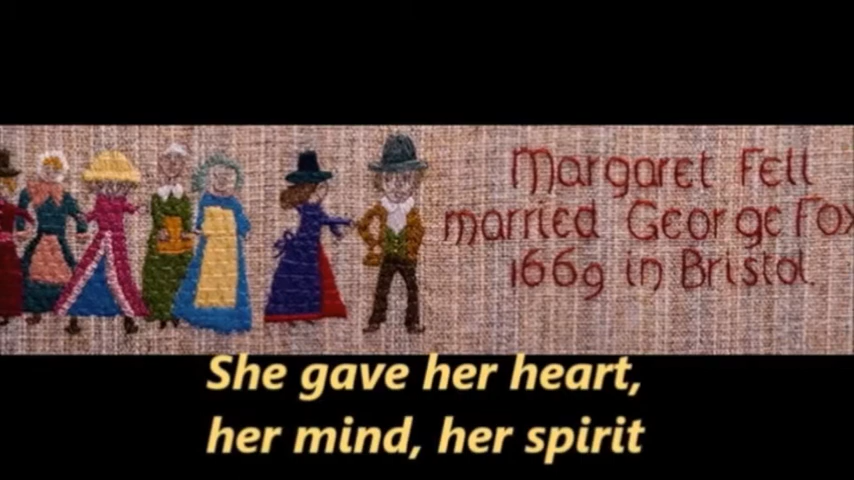 Margaret Fell
married George Fox
1669 in Bristol.
She gave her heart,
her mind, her spirit